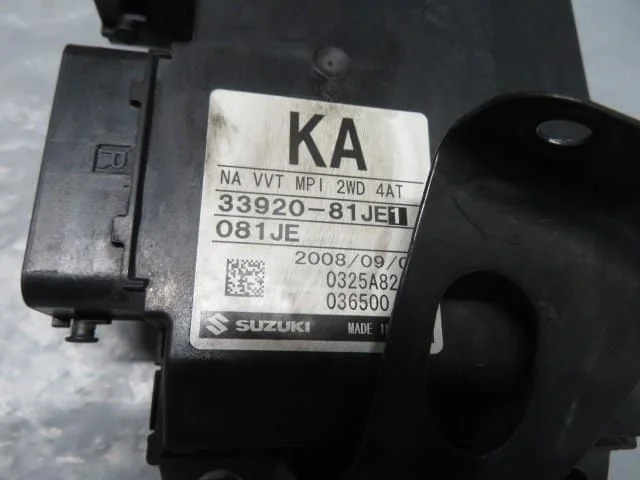 R
KA
NA VVT MPI 2WD 4AT
33920-81JE1
081JE
2008/09/0
0325A82
036500
SUZUKI MADE I